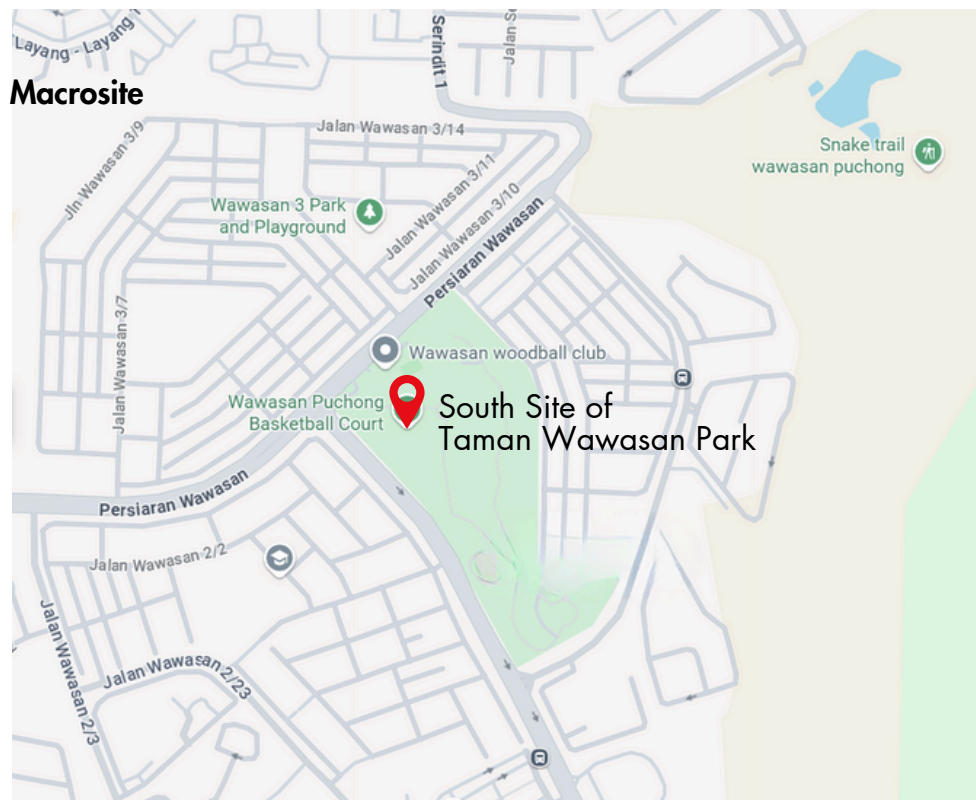 Layang - Layang 1
Serindit 1
Macrosite
Jln Wawasan 3/9
Jalan Wawasan 3/14
Snake trail
wawasan puchong
Jalan Wawasan 3/11
Wawasan 3 Park
and Playground
Jalan Wawasan 3/10
Persiaran Wawasan
Jalan Wawasan 3/7
Wawasan woodball club
Wawasan Puchong
Basketball Court
South Site of
Taman Wawasan Park
Persiaran Wawasan
Jalan Wawasan 2/2
Jalan Wawasan 2/3
Jalan Wawasan 2/23